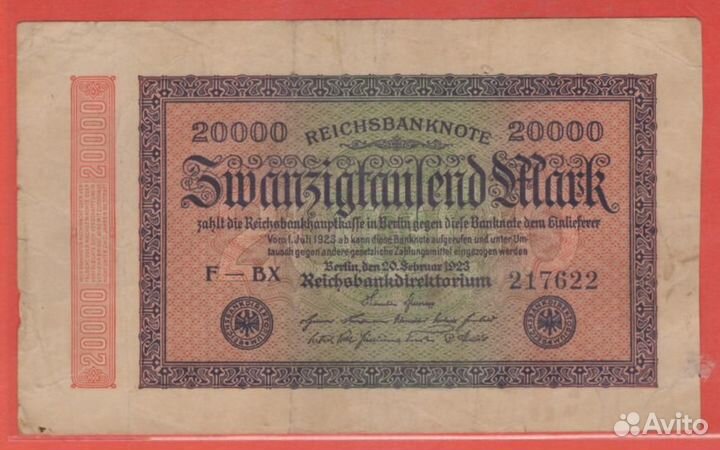 20000 REICHSBANKNOTE 20000
Zwanzigtausend Mark
zahlt die Reichsbankhauptkasse in Berlin gegen diese Banknote dem Einlieferer
Vom 1. Juli 1923 ab kann diese Banknote aufgerufen und unter Um-
tausch gegen andere gesetzliche Zahlungsmittel eingezogen werden
Berlin, den 20. Februar 1923
F — BX Reichsbankdirektorium 217622
20000
20000
Avito